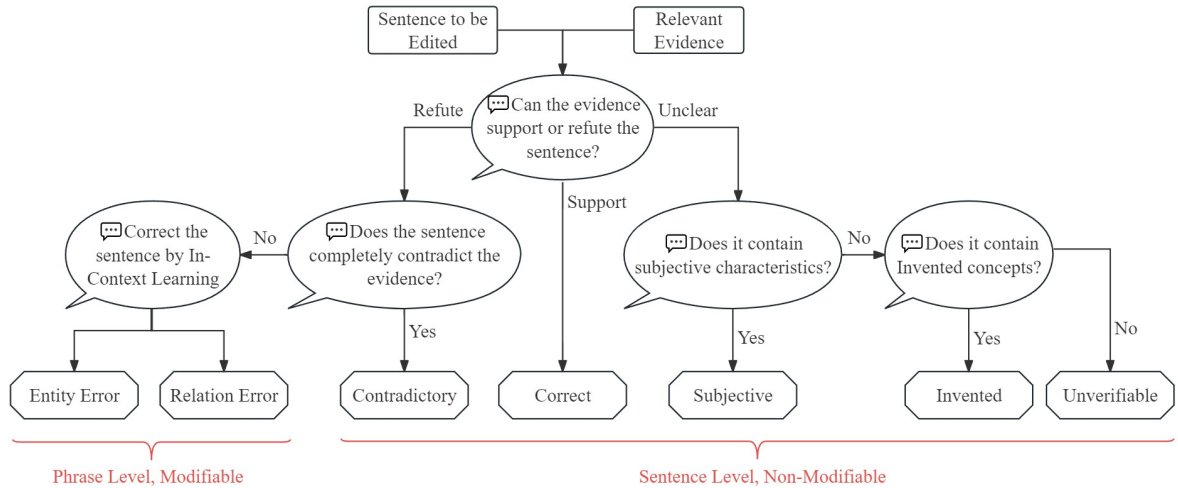 Sentence to be
Edited
Relevant
Evidence
Can the evidence
support or refute the
sentence?
Refute
Unclear
Support
Correct the
sentence by In-
Context Learning
No
Does the sentence
completely contradict the
evidence?
Does it contain
subjective characteristics?
No
Does it contain
Invented concepts?
Yes
Yes
Yes
No
Entity Error
Relation Error
Contradictory
Correct
Subjective
Invented
Unverifiable
Phrase Level, Modifiable
Sentence Level, Non-Modifiable